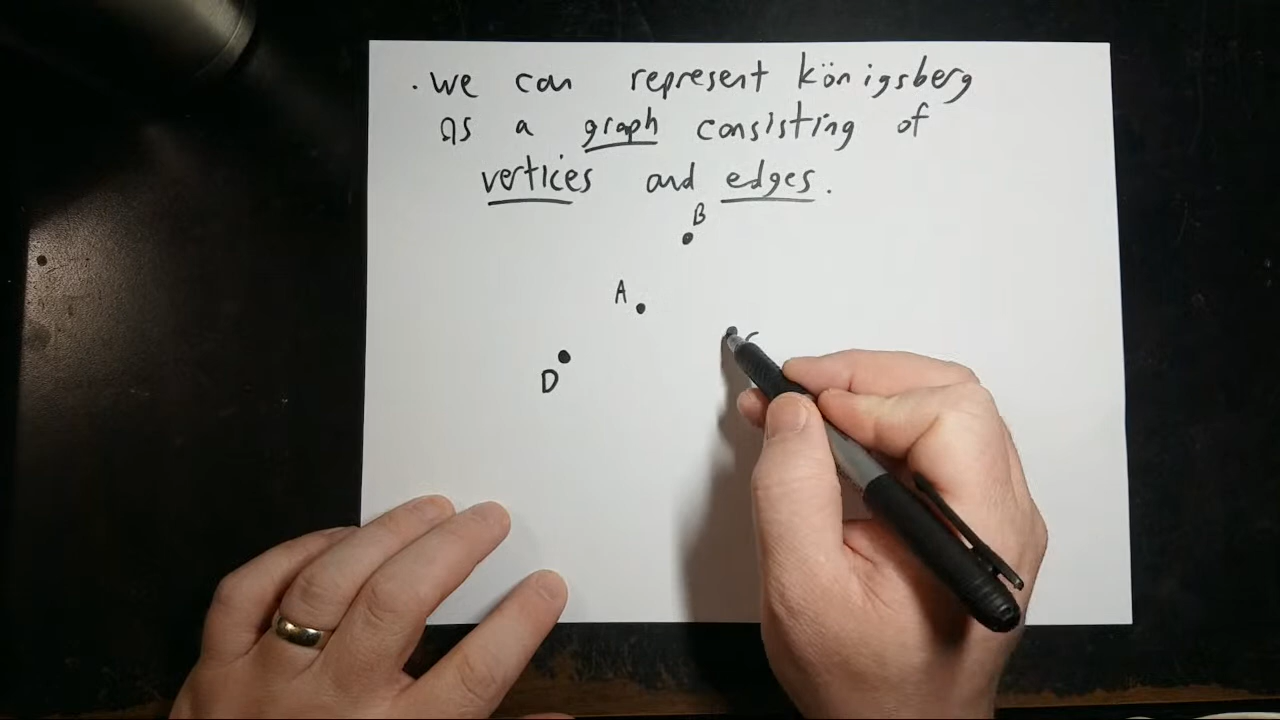 · we can represent königsberg
as a graph consisting of
vertices and edges.
B
A
C
D